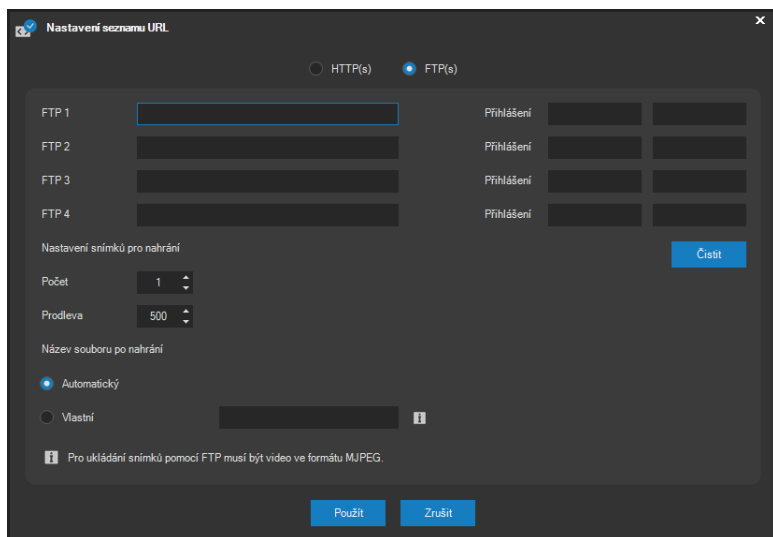 Nastavení seznamu URL
HTTP(s) FTP(s)
FTP 1 Přihlášení
FTP 2 Přihlášení
FTP 3 Přihlášení
FTP 4 Přihlášení
Nastavení snímků pro nahrání
Čistit
Počet 1
Prodleva 500
Název souboru po nahrání
Automatický
Vlastní
Pro ukládání snímků pomocí FTP musí být video ve formátu MJPEG.
Použít Zrušit